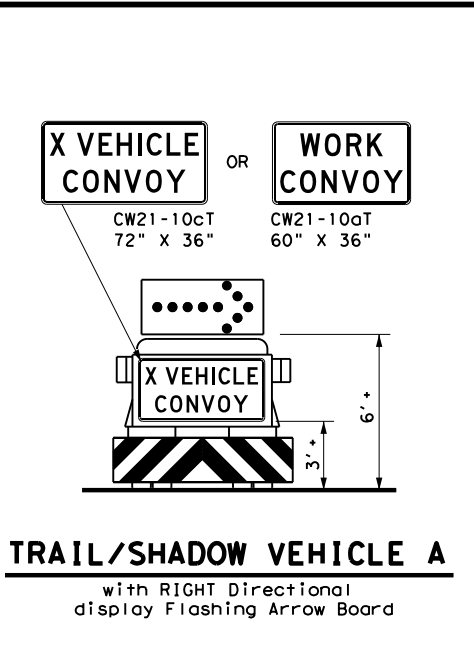 X VEHICLE
CONVOY
OR
WORK
CONVOY
CW21-10cT
72" X 36"
CW21-10aT
60" X 36"
X VEHICLE
CONVOY
6' +
3' +
TRAIL/SHADOW VEHICLE A
with RIGHT Directional
display Flashing Arrow Board